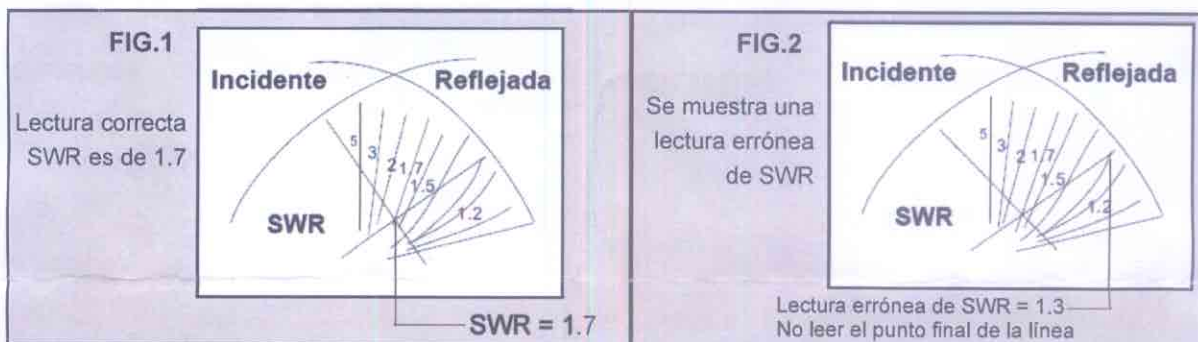 FIG.1
Incidente
Reflejada
Lectura correcta
SWR es de 1.7
5
3
2
1.7
1.5
1.2
SWR
SWR = 1.7
FIG.2
Incidente
Reflejada
Se muestra una
lectura errónea
de SWR
5
3
2
1.7
1.5
1.2
SWR
Lectura errónea de SWR = 1.3
No leer el punto final de la línea